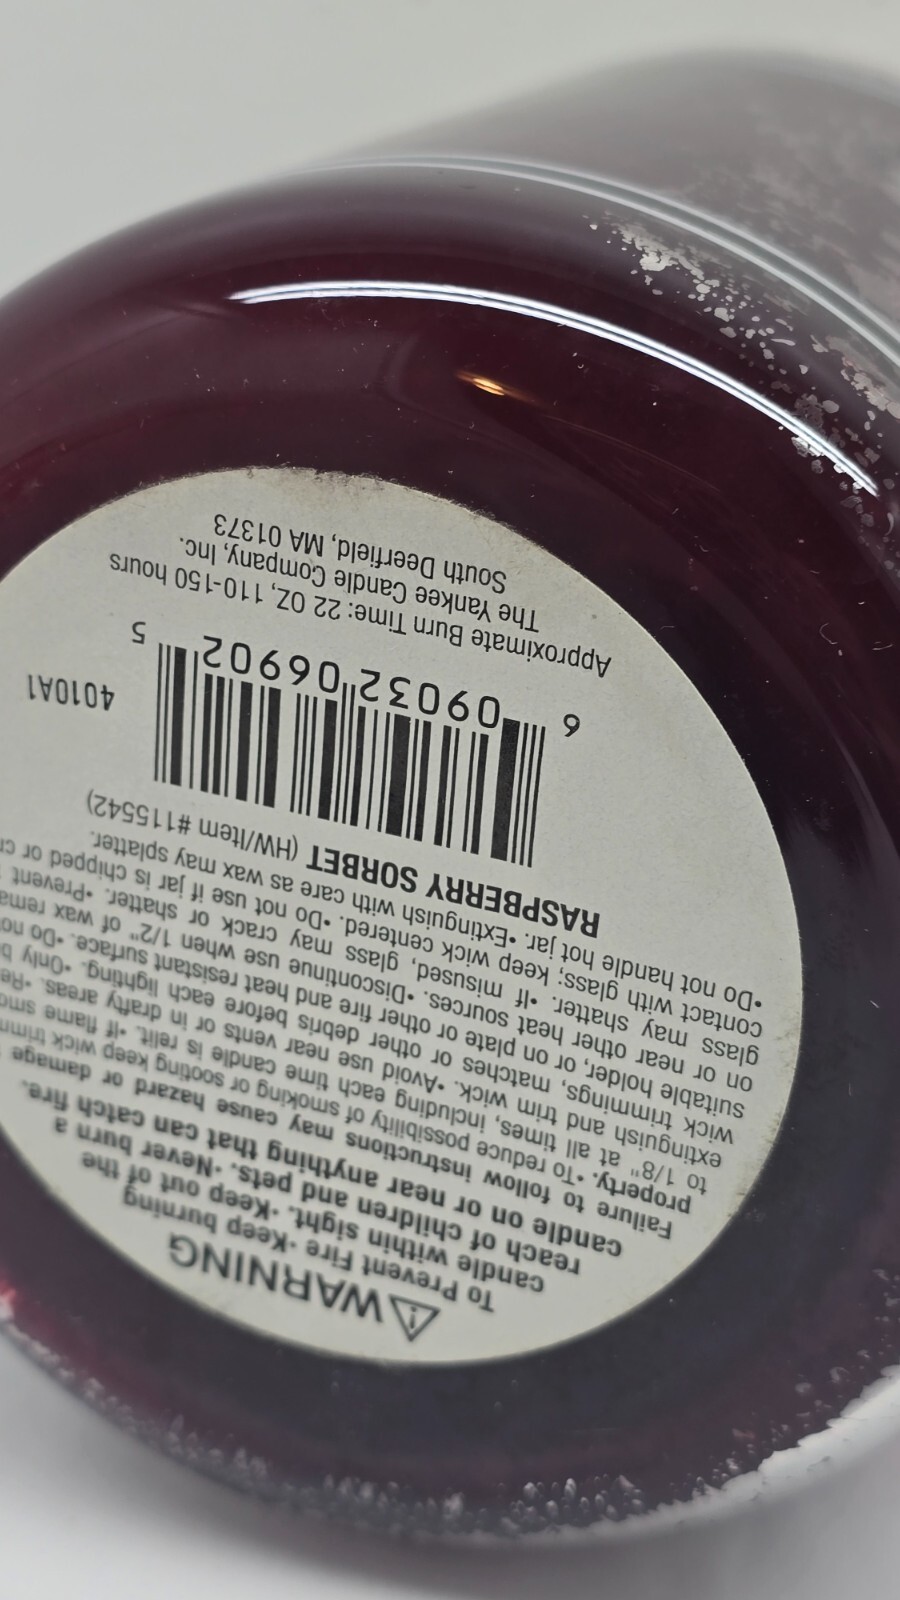 WARNING
To Prevent Fire •Keep burning
candle within sight. •Keep out of the
reach of children and pets. •Never burn a
candle on or near anything that can catch fire.
Failure to follow instructions may cause hazard or damage
property. •To reduce possibility of smoking or sooting keep wick trimm
to 1/8" at all times, including each time candle is relit. •If flame smo
extinguish and trim wick. •Avoid use near vents or in drafty areas. •Re
wick trimmings, matches or other debris before each lighting. •Only b
suitable holder, or on plate or other fire and heat resistant surface. •Do not
on or near other heat sources. •Discontinue use when 1/2" of wax rema
glass may shatter. •If misused, glass may crack or shatter. •Prevent
contact with glass; keep wick centered. •Do not use if jar is chipped or cr
•Do not handle hot jar. •Extinguish with care as wax may splatter.
RASPBERRY SORBET (HW/Item #115542)
6 09032 06902 5
4010A1
Approximate Burn Time: 22 OZ, 110-150 hours
The Yankee Candle Company, Inc.
South Deerfield, MA 01373